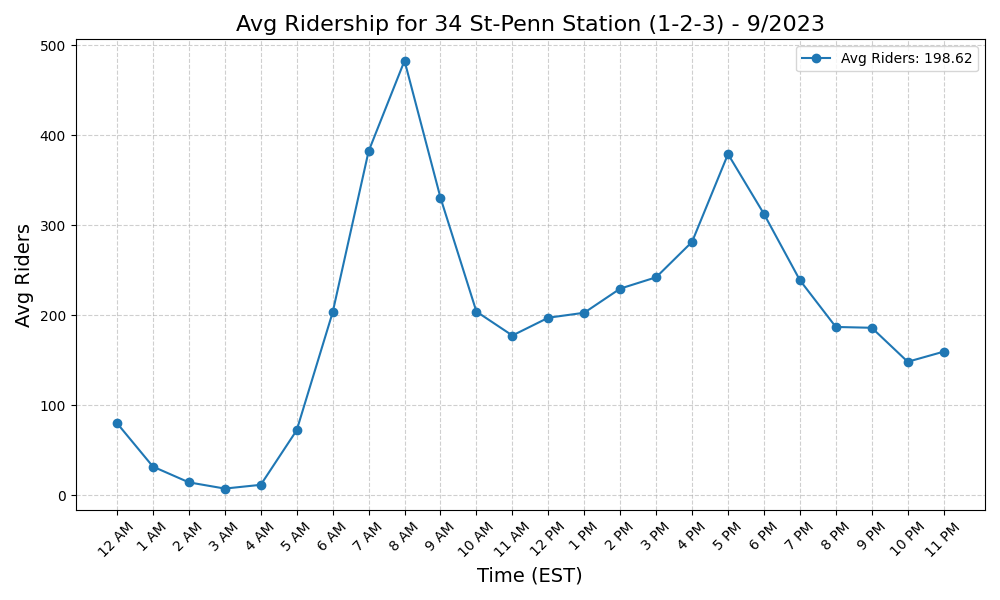 Avg Ridership for 34 St-Penn Station (1-2-3) - 9/2023
Avg Riders: 198.62
Avg Riders
500
400
300
200
100
0
12 AM
1 AM
2 AM
3 AM
4 AM
5 AM
6 AM
7 AM
8 AM
9 AM
10 AM
11 AM
12 PM
1 PM
2 PM
3 PM
4 PM
5 PM
6 PM
7 PM
8 PM
9 PM
10 PM
11 PM
Time (EST)